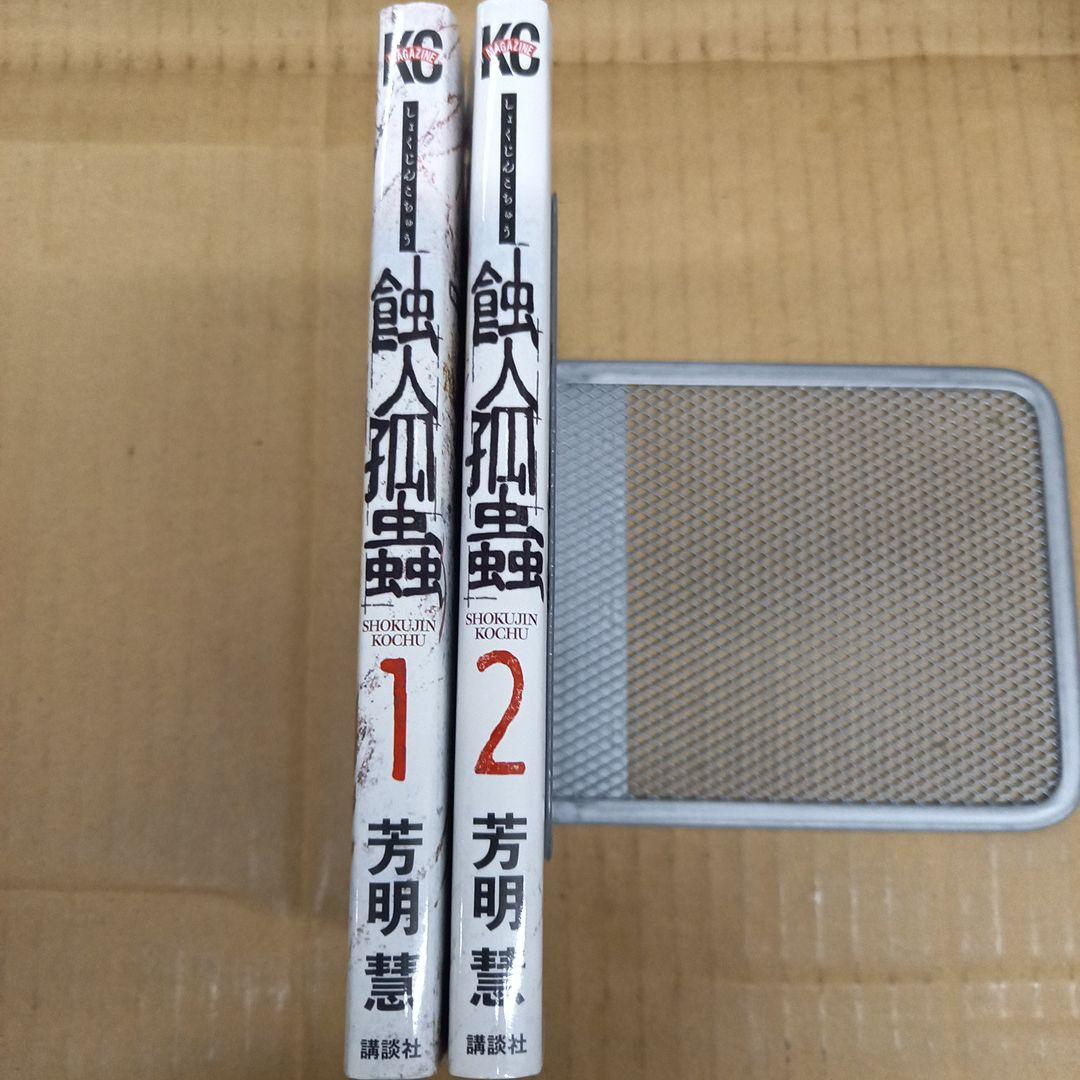 KC
MAGAZINE
しょくじんこちゅう
蝕人孤蟲
SHOKUJIN
KOCHU
1
芳明慧
講談社
KC
MAGAZINE
しょくじんこちゅう
蝕人孤蟲
SHOKUJIN
KOCHU
2
芳明慧
講談社